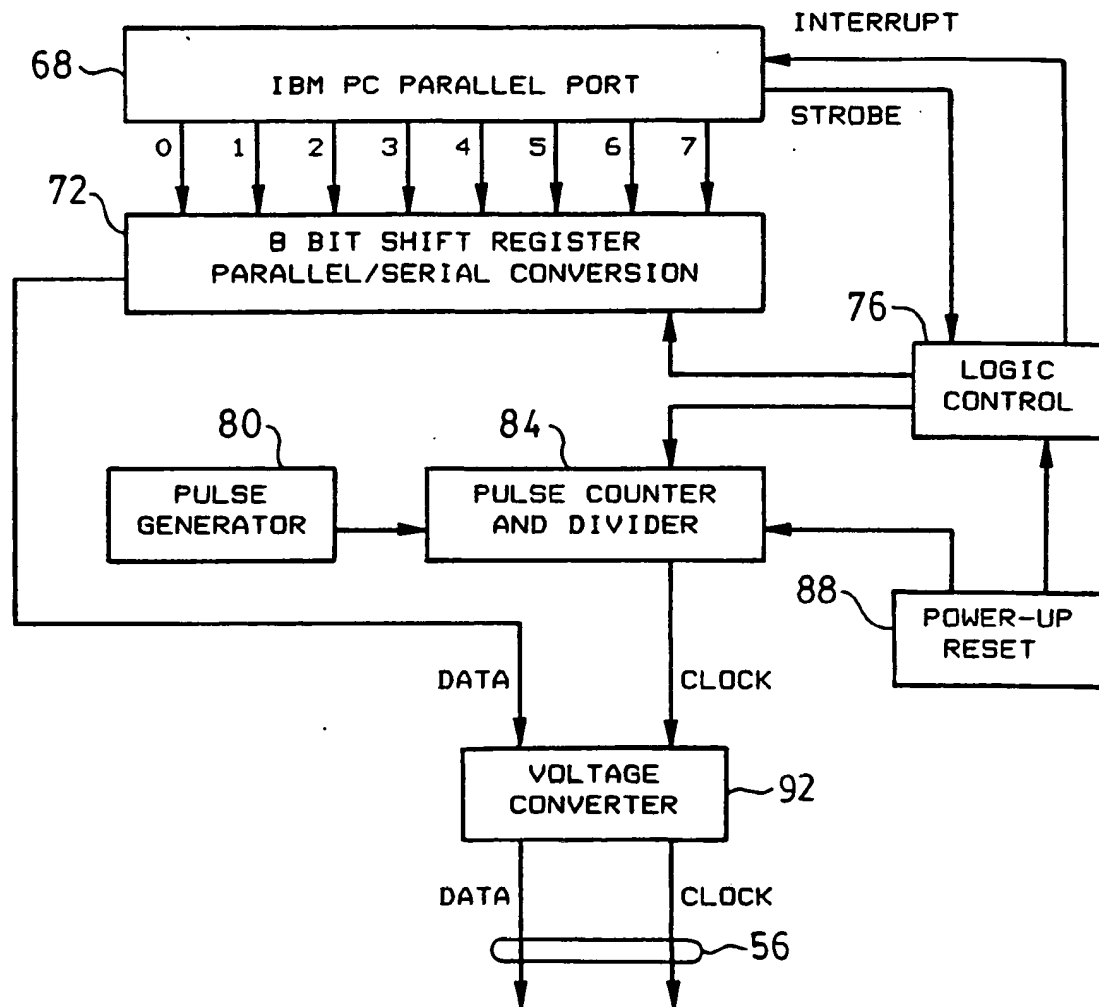 INTERRUPT
68
IBM PC PARALLEL PORT
STROBE
0 1 2 3 4 5 6 7
72
8 BIT SHIFT REGISTER
PARALLEL/SERIAL CONVERSION
76
LOGIC
CONTROL
80
84
PULSE
GENERATOR
PULSE COUNTER
AND DIVIDER
88
POWER-UP
RESET
DATA
CLOCK
VOLTAGE
CONVERTER
92
DATA
CLOCK
56